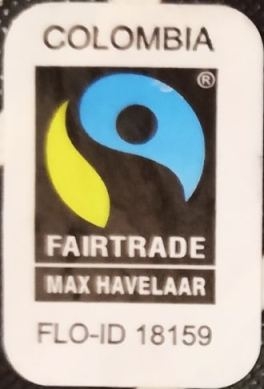 COLOMBIA
®
FAIRTRADE
MAX HAVELAAR
FLO-ID 18159